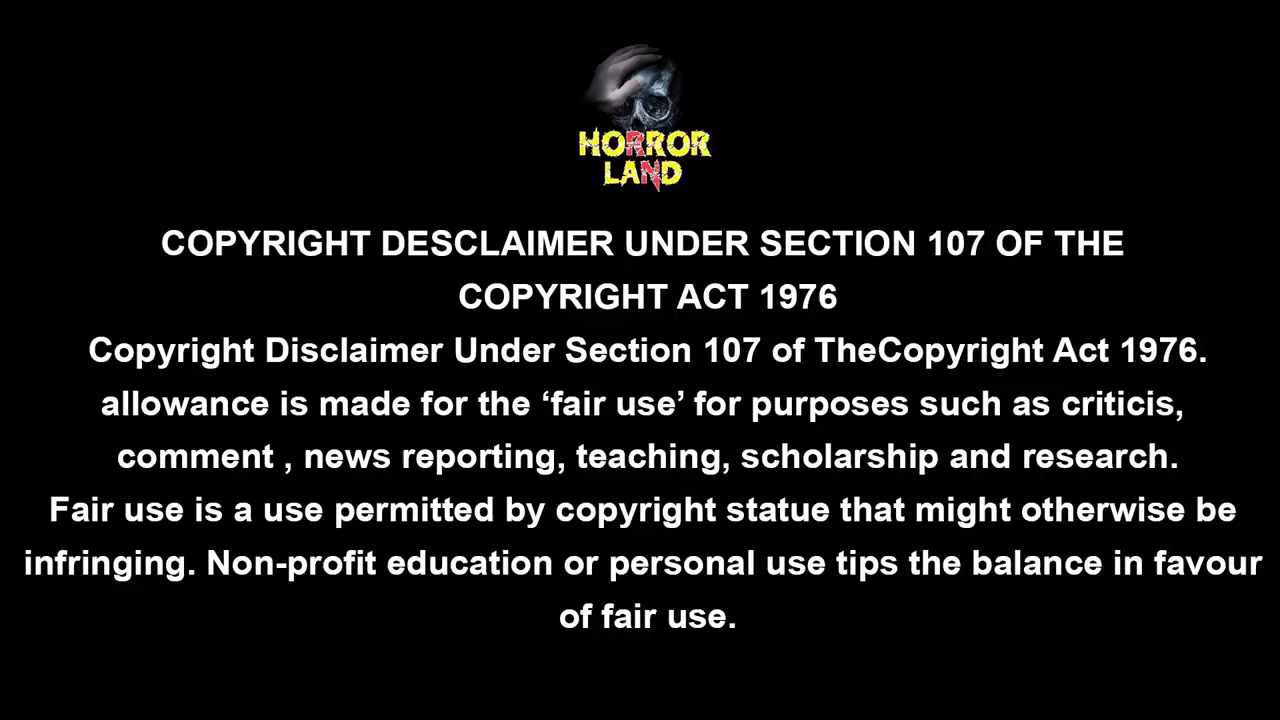 HORROR
LAND
COPYRIGHT DESCLAIMER UNDER SECTION 107 OF THE
COPYRIGHT ACT 1976
Copyright Disclaimer Under Section 107 of TheCopyright Act 1976.
allowance is made for the ‘fair use’ for purposes such as criticis,
comment , news reporting, teaching, scholarship and research.
Fair use is a use permitted by copyright statue that might otherwise be
infringing. Non-profit education or personal use tips the balance in favour
of fair use.